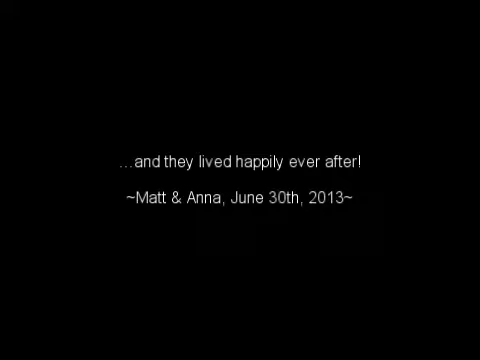 …and they lived happily ever after!
~Matt & Anna, June 30th, 2013~